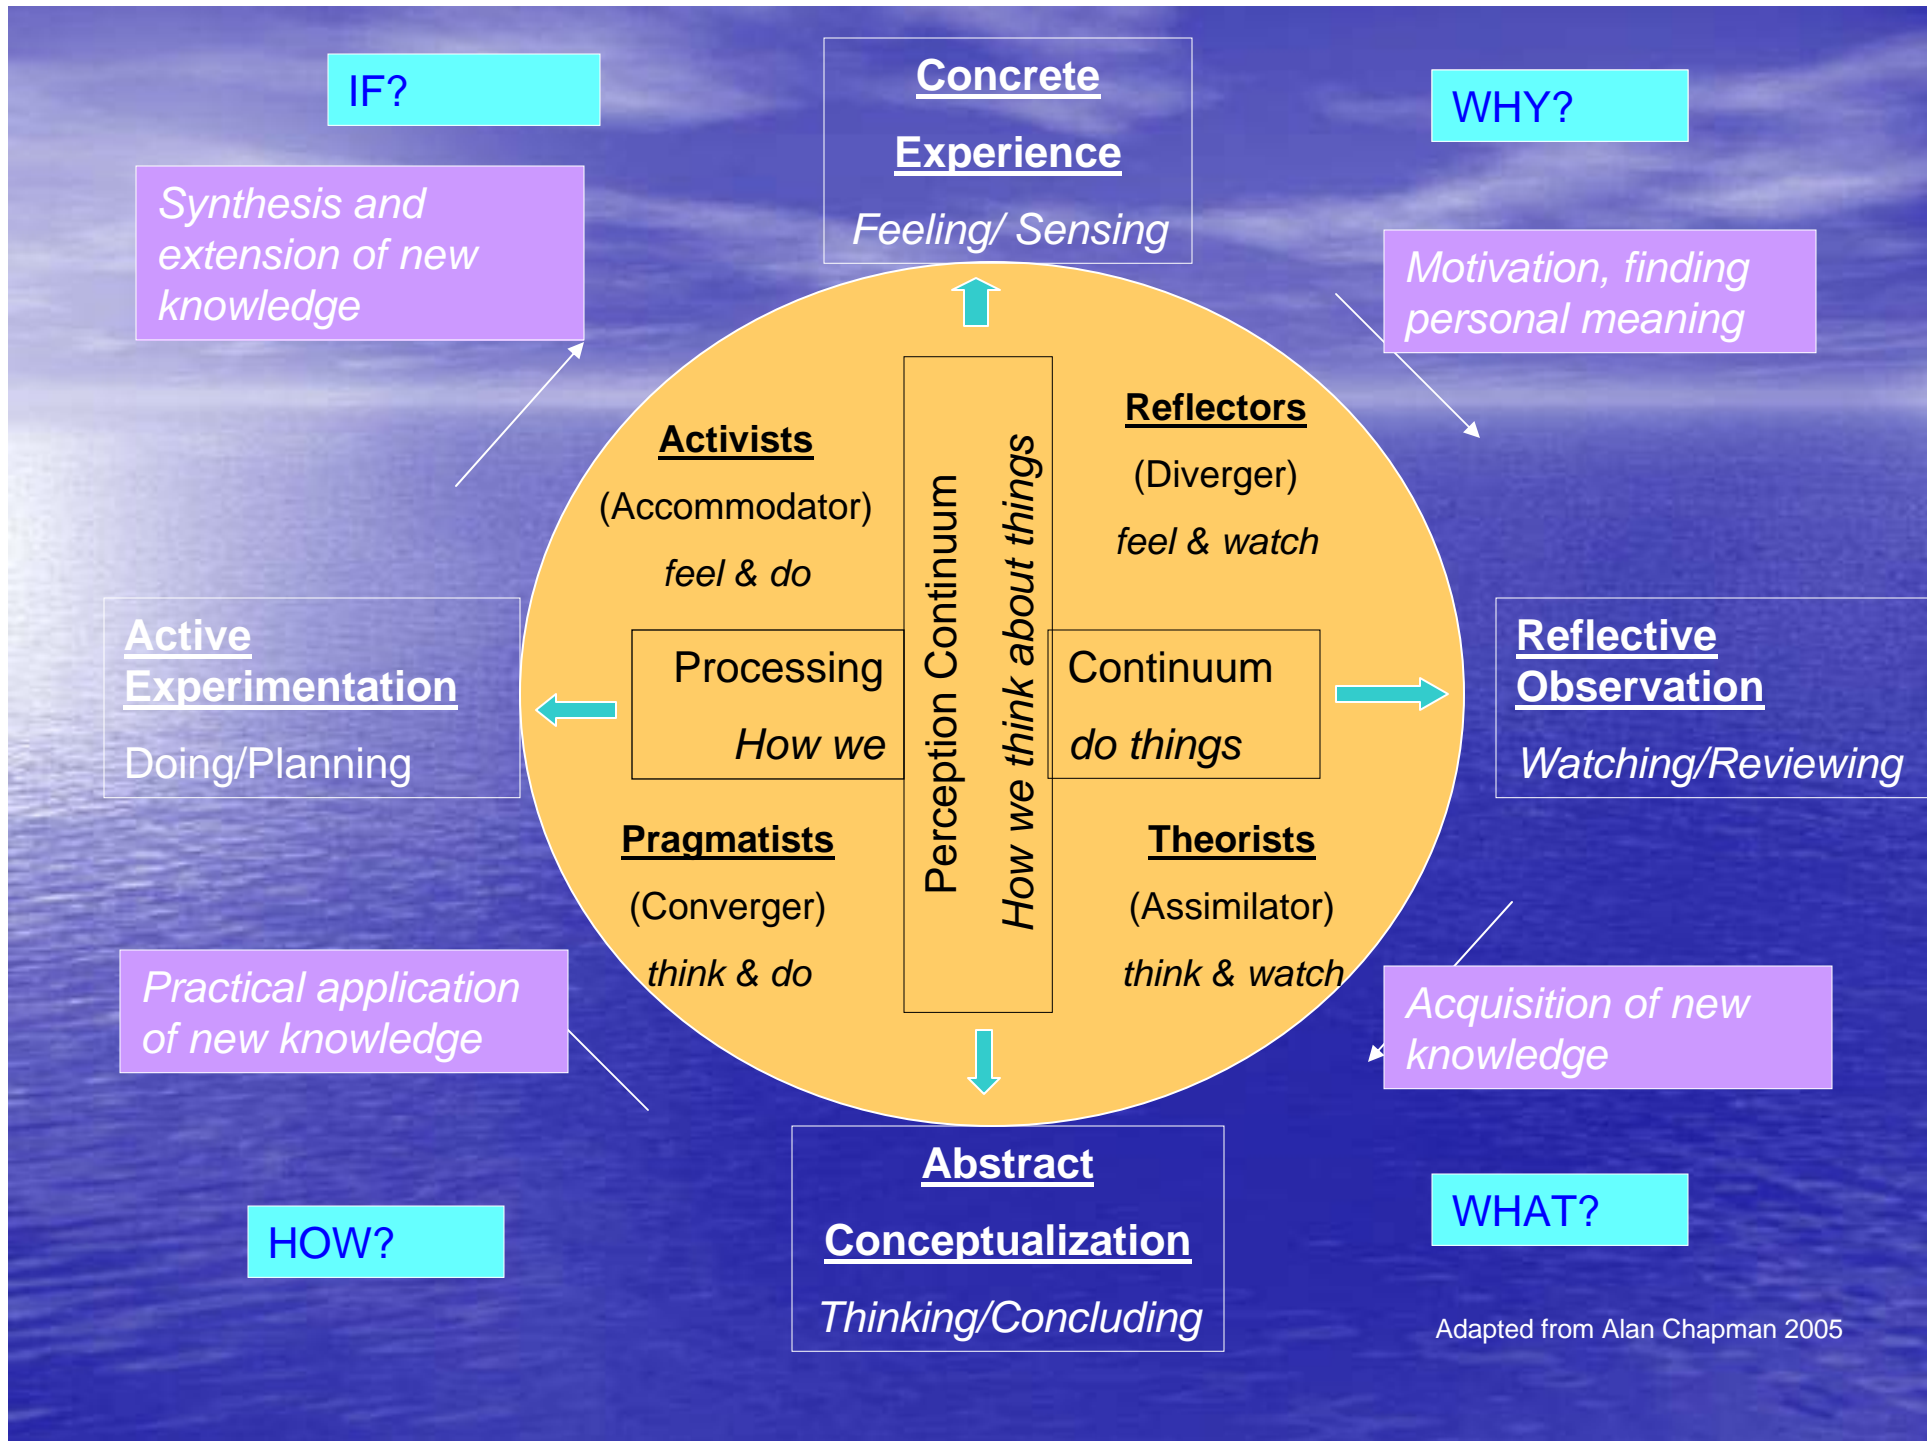 IF?
Concrete
Experience
Feeling/ Sensing
WHY?
Synthesis and
extension of new
knowledge
Motivation, finding
personal meaning
Activists
(Accommodator)
feel & do
Reflectors
(Diverger)
feel & watch
Perception Continuum
How we think about things
Active
Experimentation
Doing/Planning
Processing
How we
Continuum
do things
Reflective
Observation
Watching/Reviewing
Pragmatists
(Converger)
think & do
Theorists
(Assimilator)
think & watch
Practical application
of new knowledge
Acquisition of new
knowledge
HOW?
Abstract
Conceptualization
Thinking/Concluding
WHAT?
Adapted from Alan Chapman 2005